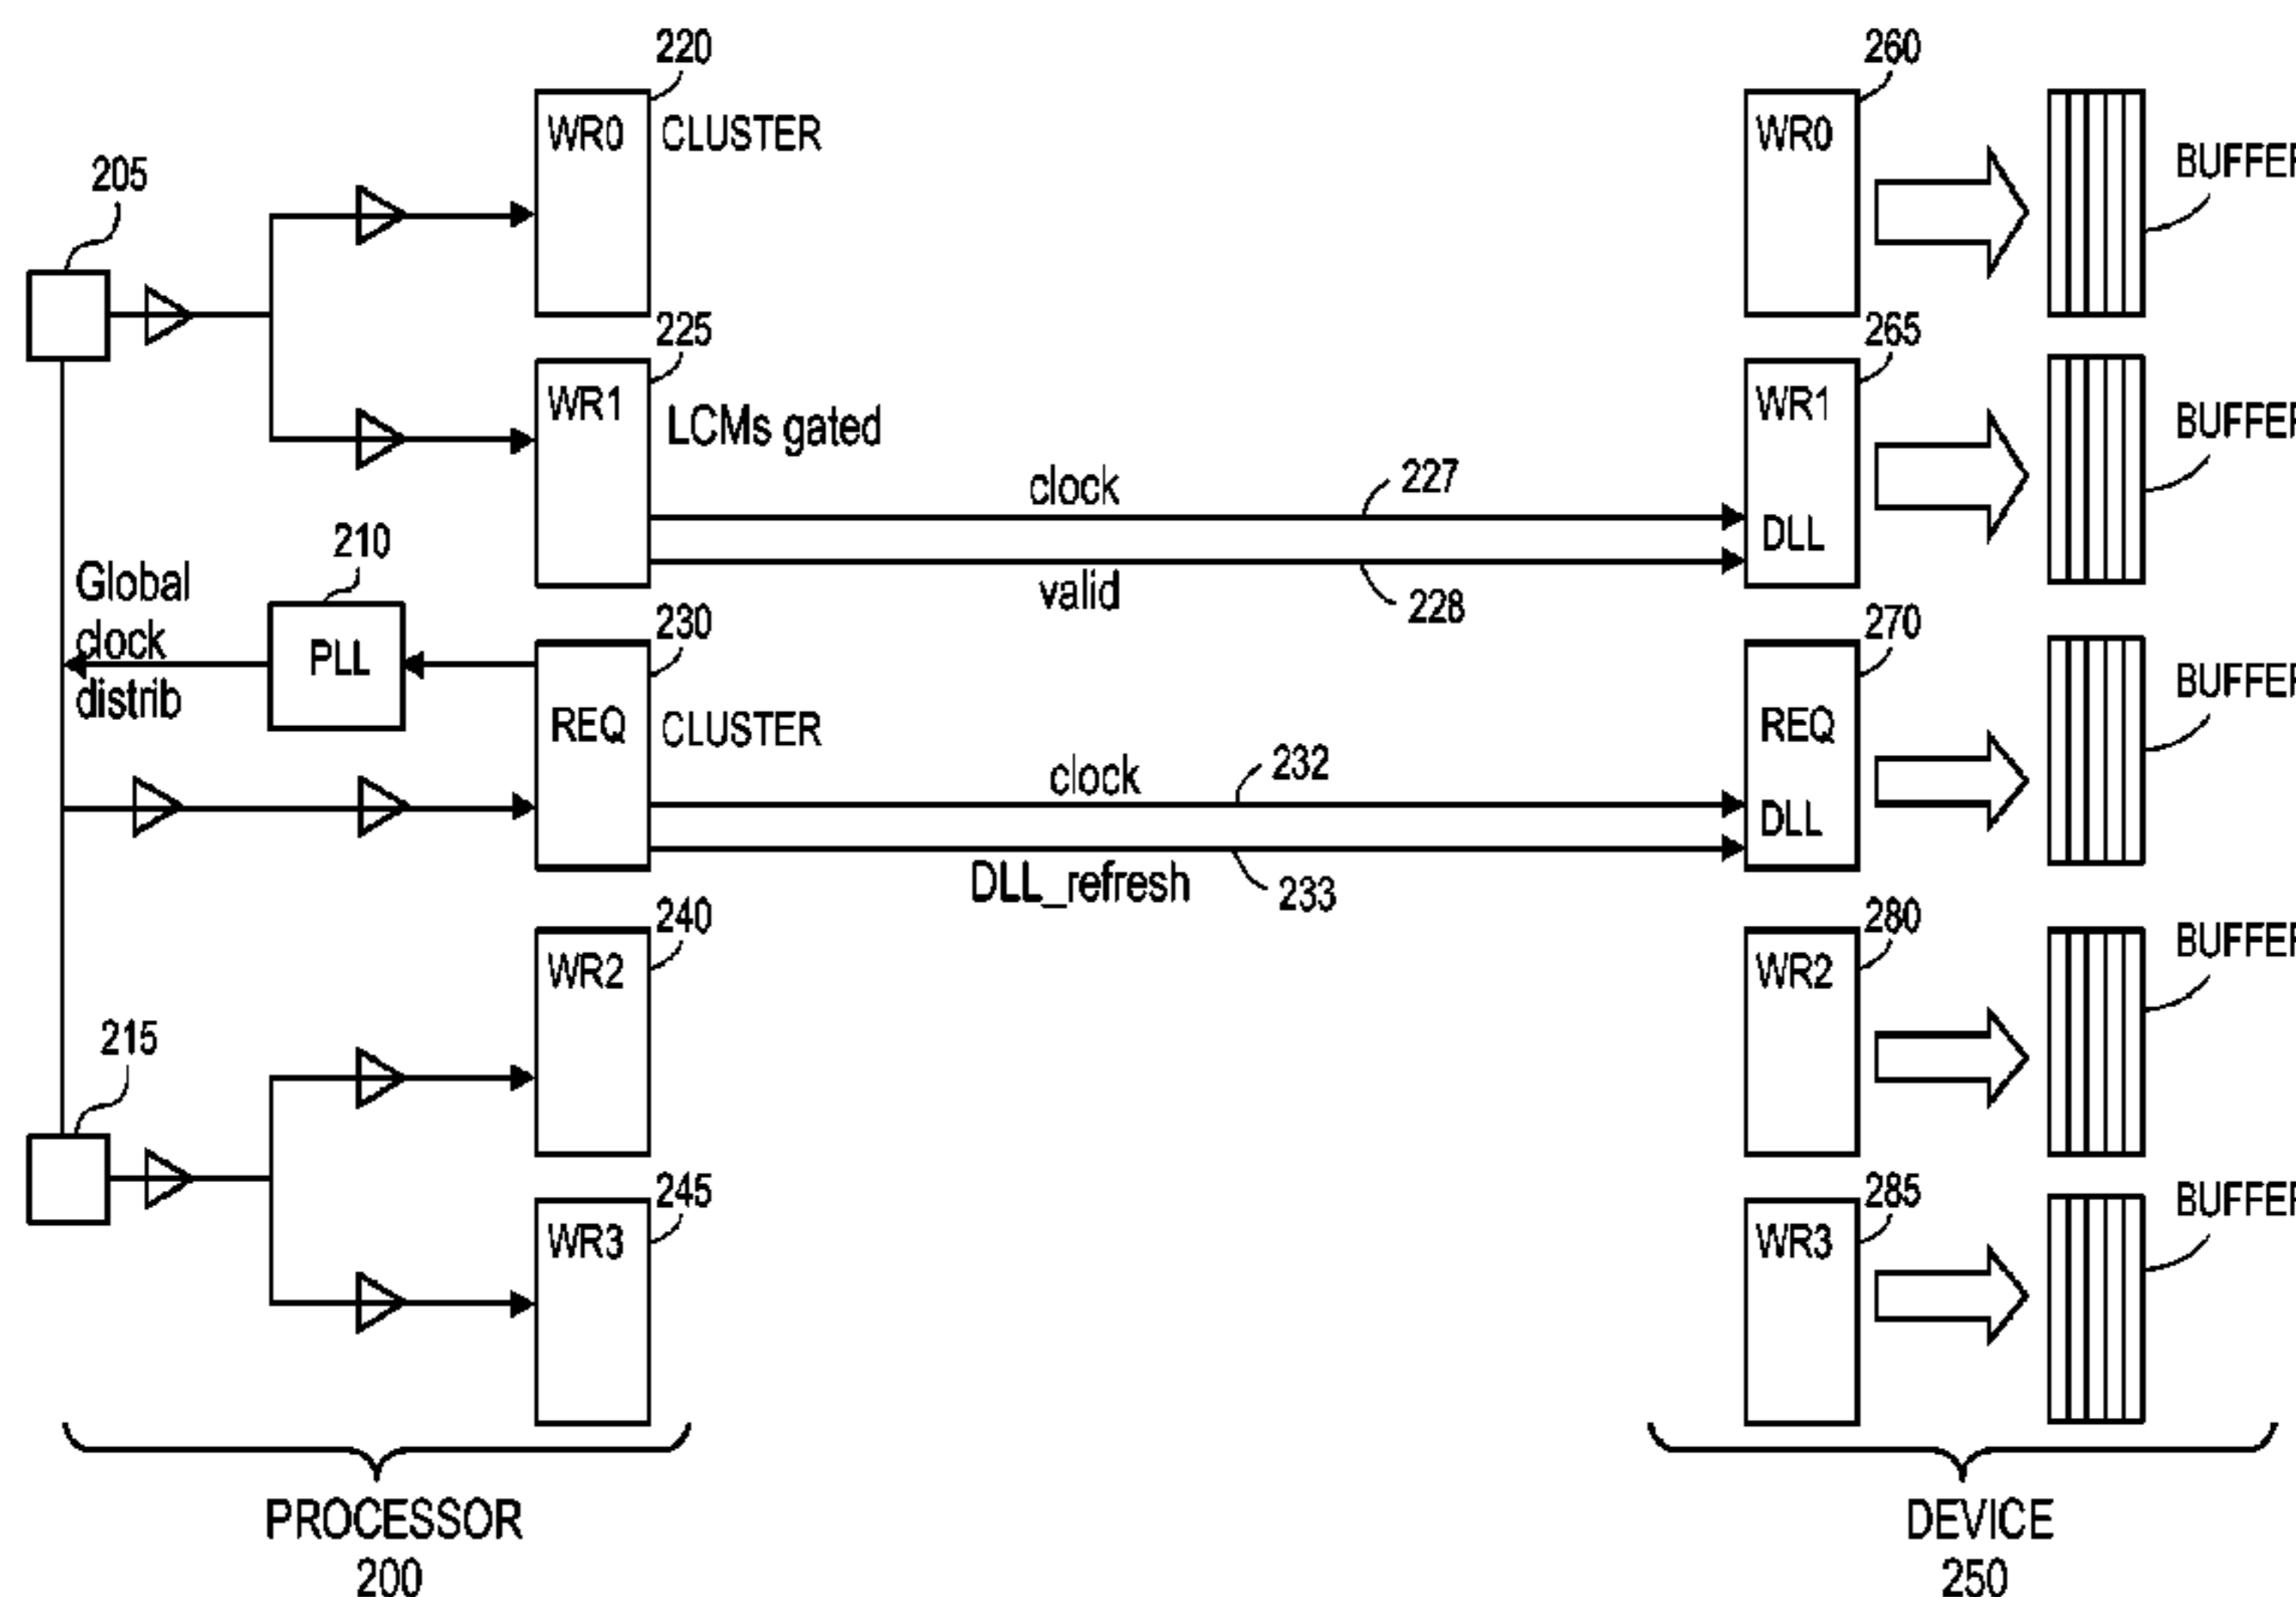 220
260
WR0 CLUSTER
WR0
BUFFER
205
225
265
WR1
LCMs gated
WR1
BUFFER
clock
227
DLL
210
Global
clock
distrib
valid
228
PLL
230
270
REQ CLUSTER
REQ
BUFFER
clock
232
DLL
DLL_refresh
233
240
280
WR2
WR2
BUFFER
215
245
285
WR3
WR3
BUFFER
PROCESSOR
200
DEVICE
250